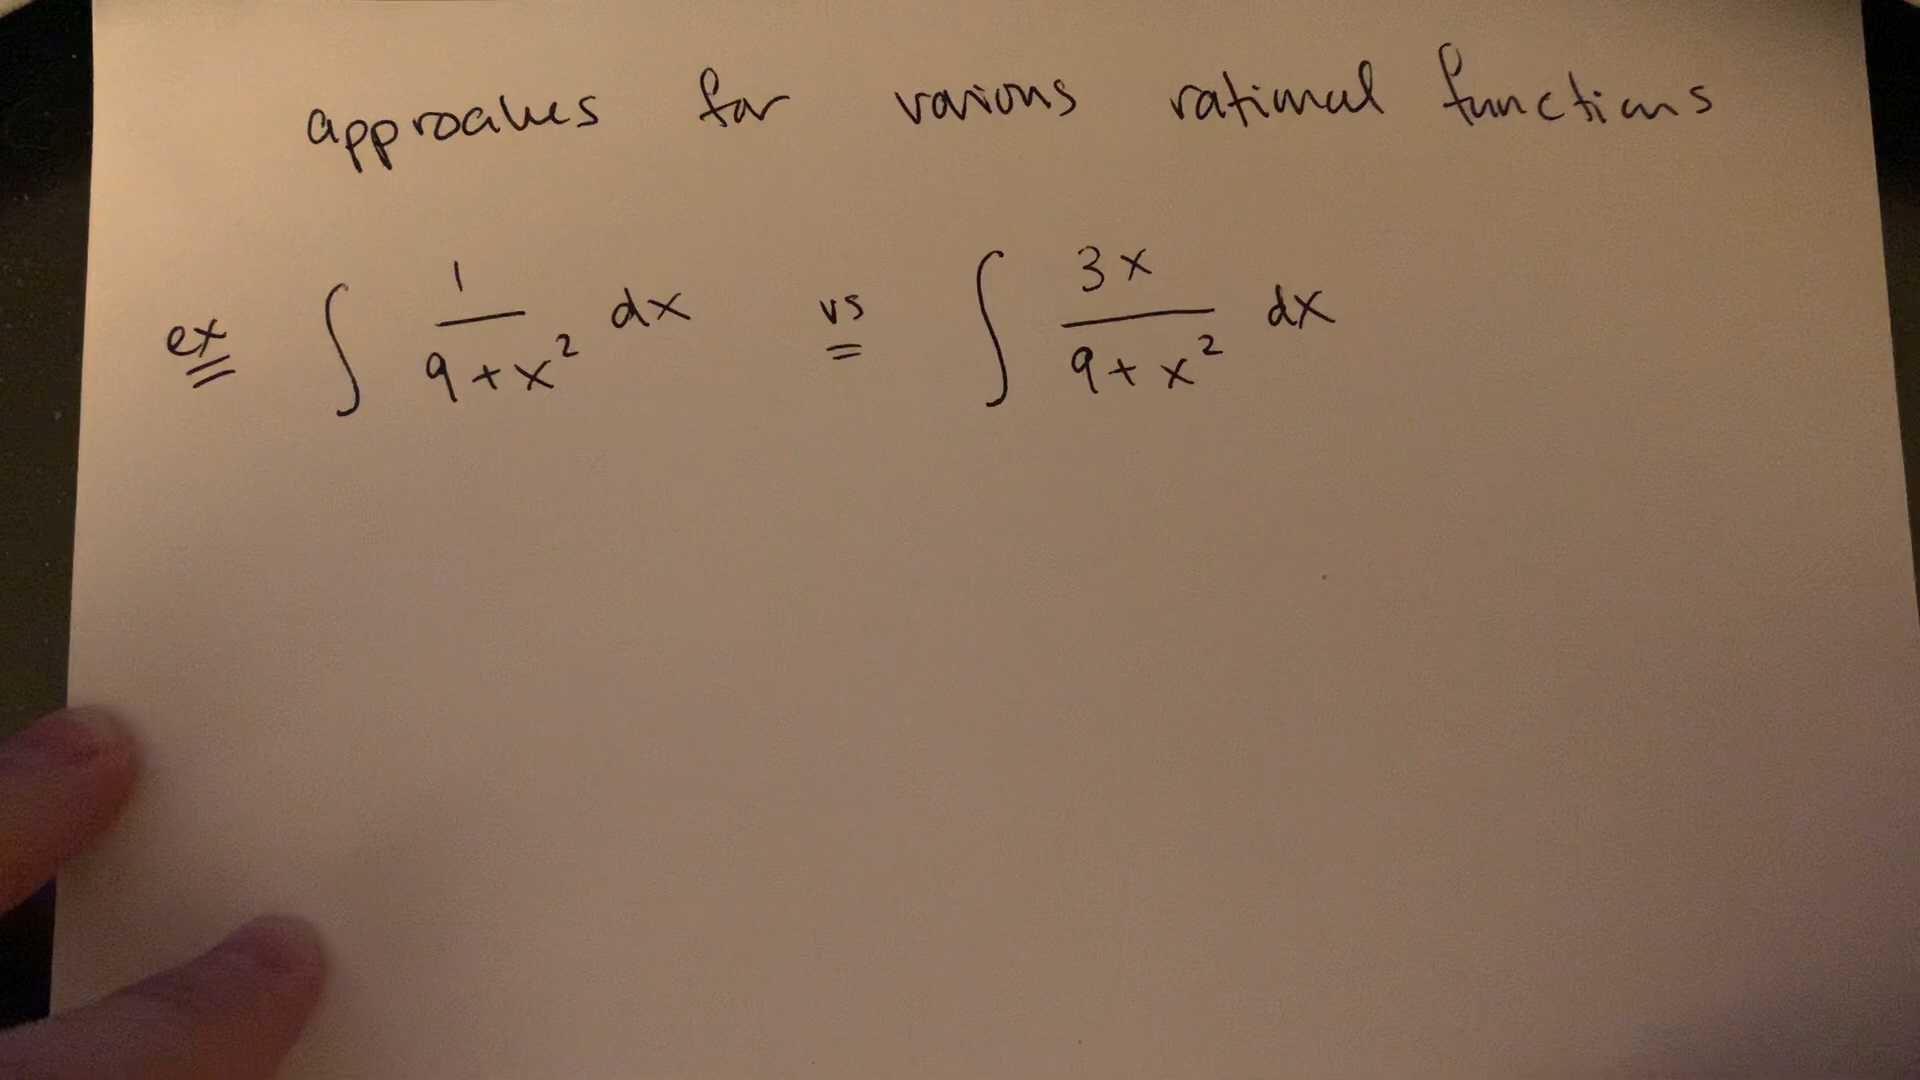 approaches for various rational functions
ex ∫ 1/(9+x²) dx vs ∫ 3x/(9+x²) dx